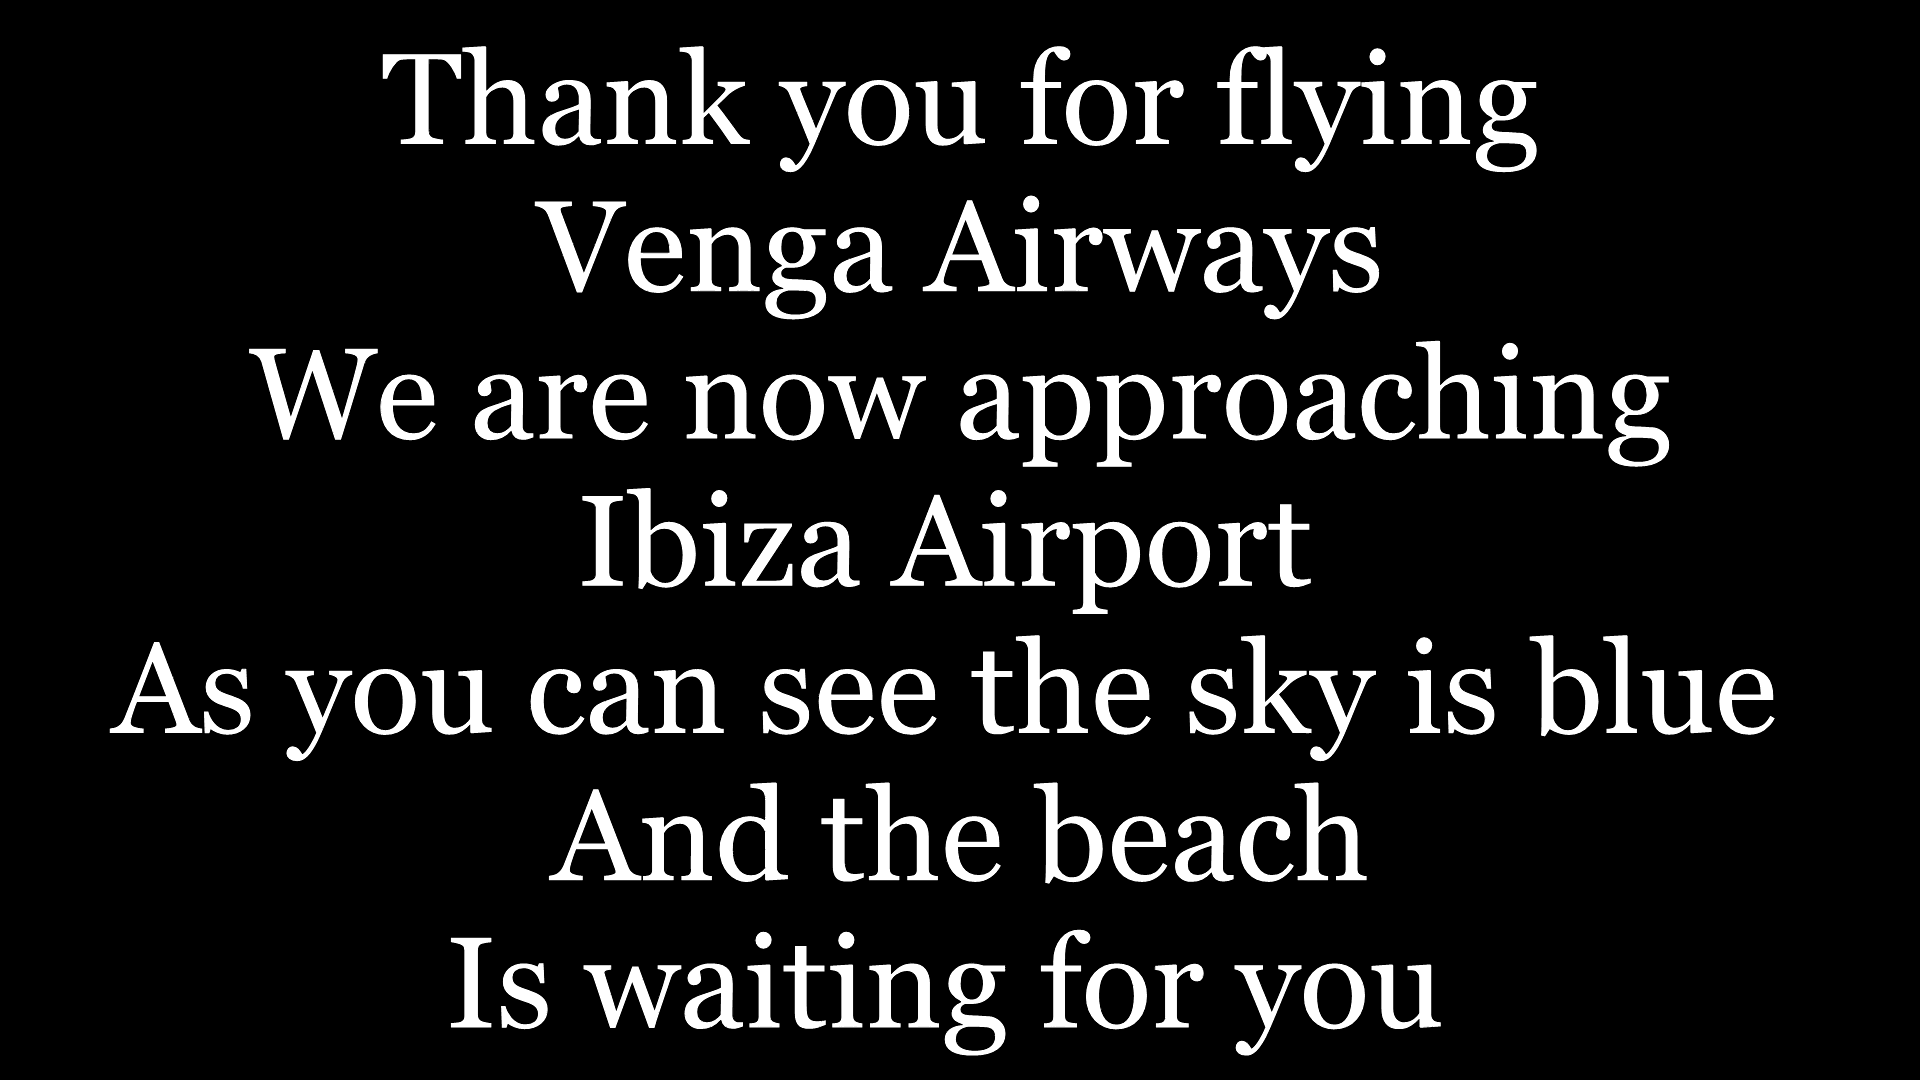 Thank you for flying
Venga Airways
We are now approaching
Ibiza Airport
As you can see the sky is blue
And the beach
Is waiting for you